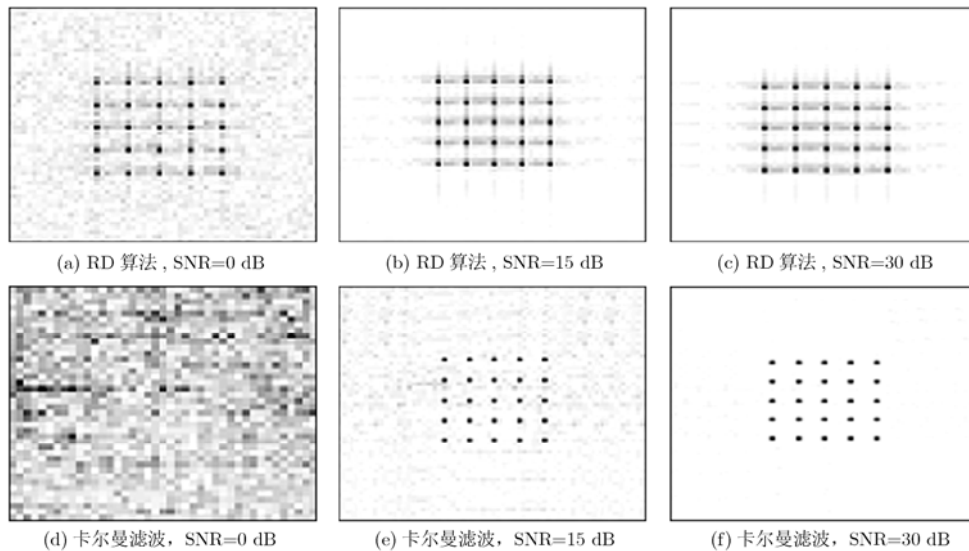 (a) RD 算法 , SNR=0 dB
(b) RD 算法 , SNR=15 dB
(c) RD 算法 , SNR=30 dB
(d) 卡尔曼滤波，SNR=0 dB
(e) 卡尔曼滤波，SNR=15 dB
(f) 卡尔曼滤波，SNR=30 dB